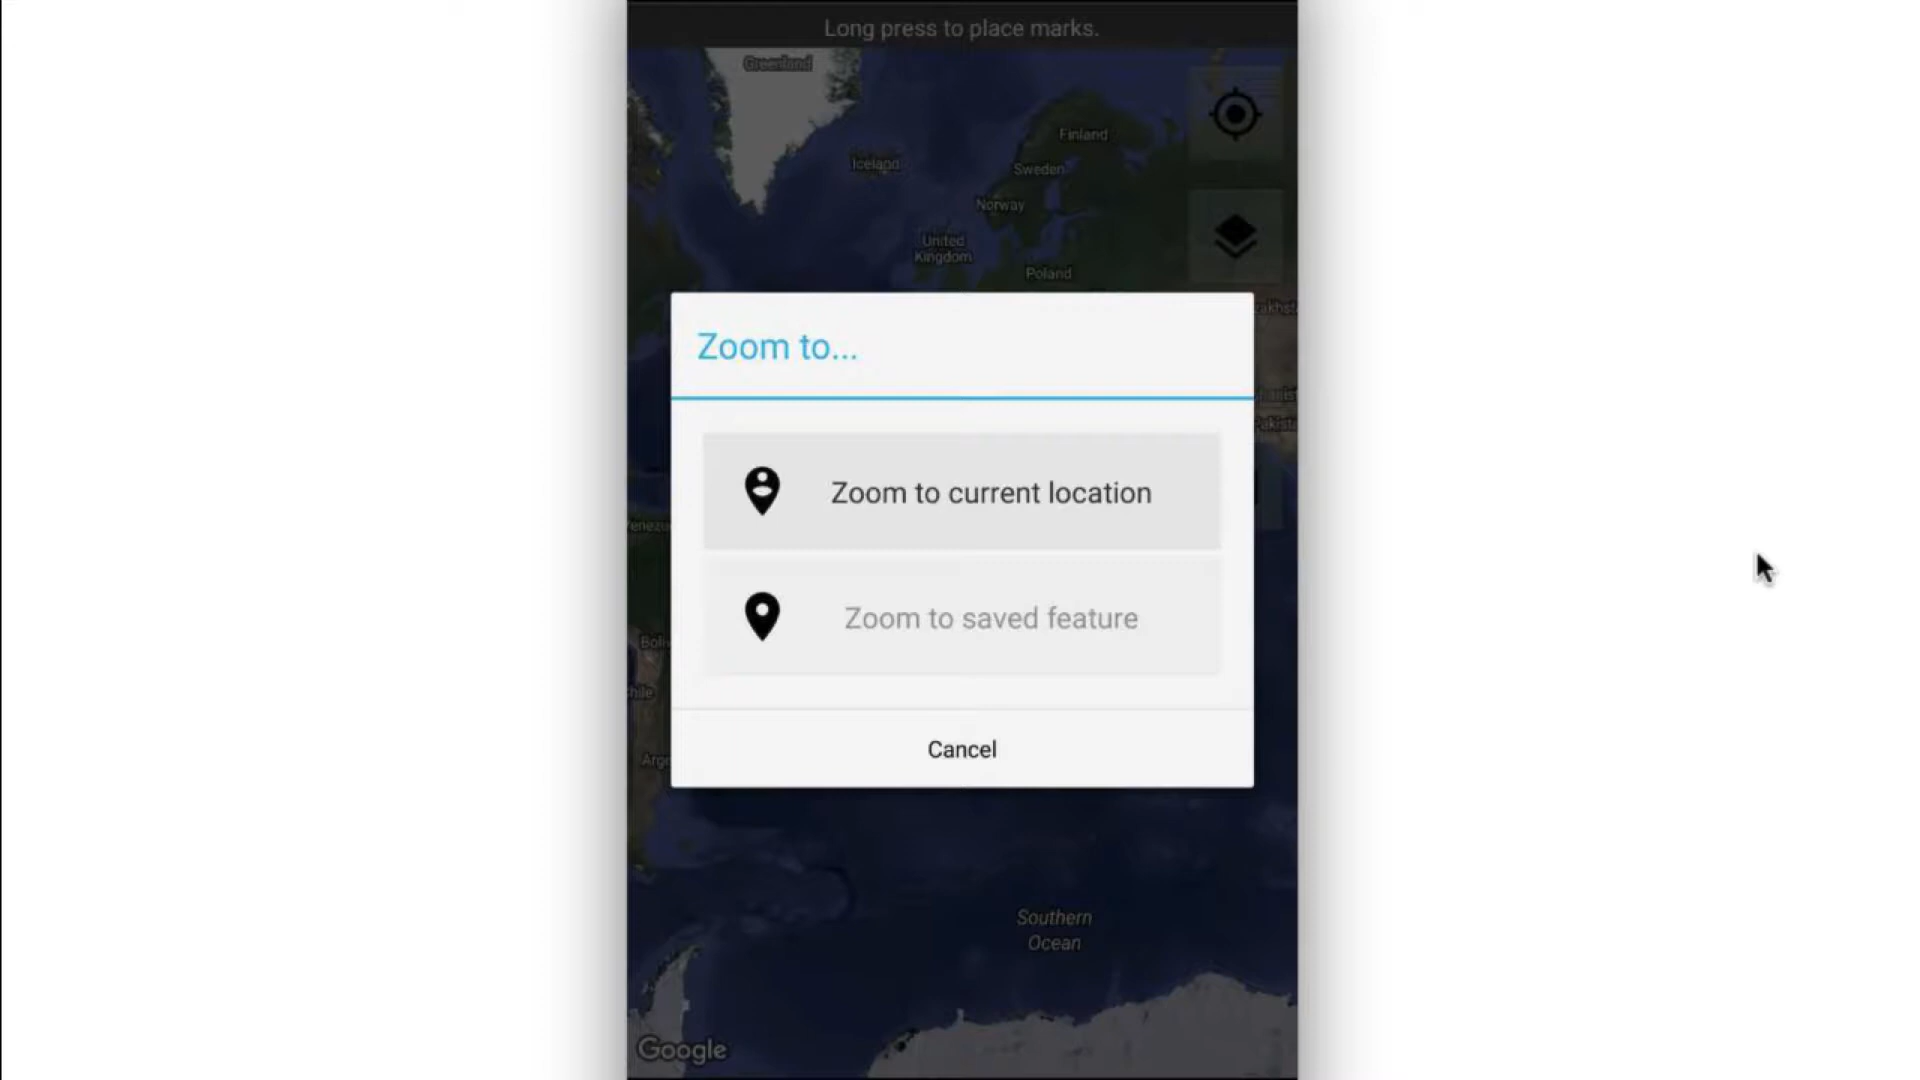 Long press to place marks.
Greenland
Finland
Iceland
Sweden
Norway
United
Kingdom
Poland
Zoom to...
Zoom to current location
Zoom to saved feature
Cancel
Southern
Ocean
Google